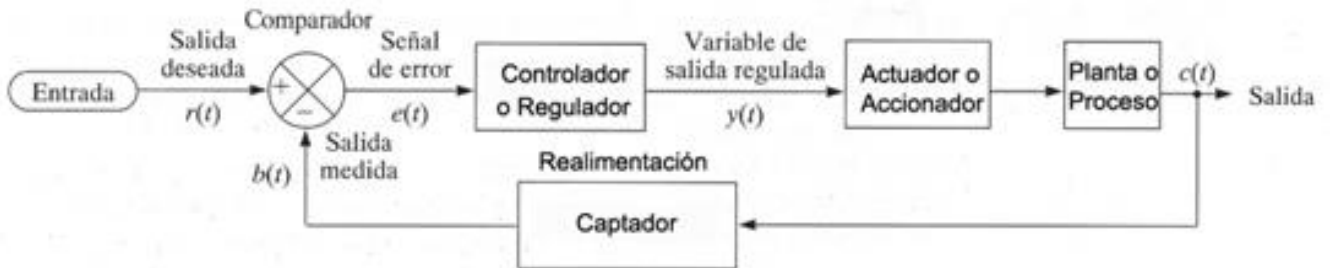 Comparador
Entrada
Salida
deseada
r(t)
+
−
Señal
de error
e(t)
Controlador
o Regulador
Variable de
salida regulada
y(t)
Actuador o
Accionador
Planta o
Proceso
c(t)
Salida
Salida
medida
b(t)
Realimentación
Captador